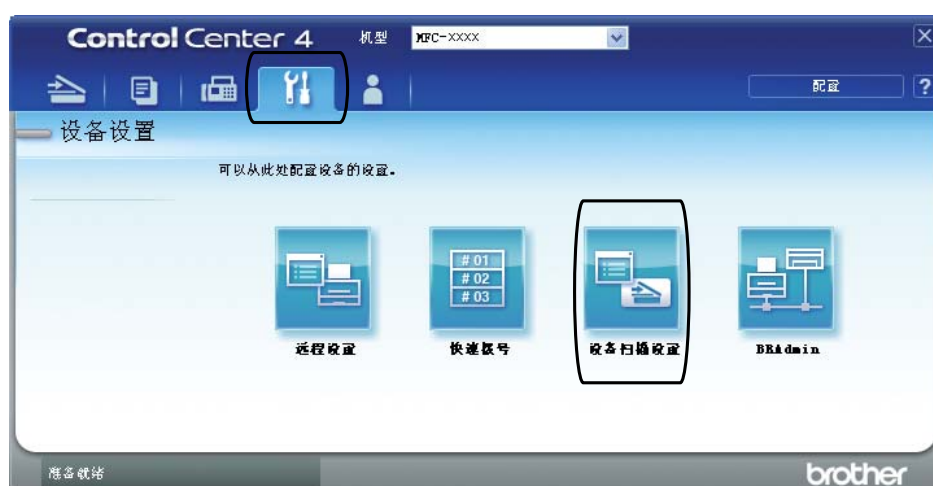 Control Center 4 机型 MFC-XXXX
配置 ?
设备设置
可以从此处配置设备的设置。
# 01
# 02
# 03
远程设置 快速拨号 设备扫描设置 BRAdmin
准备就绪 brother